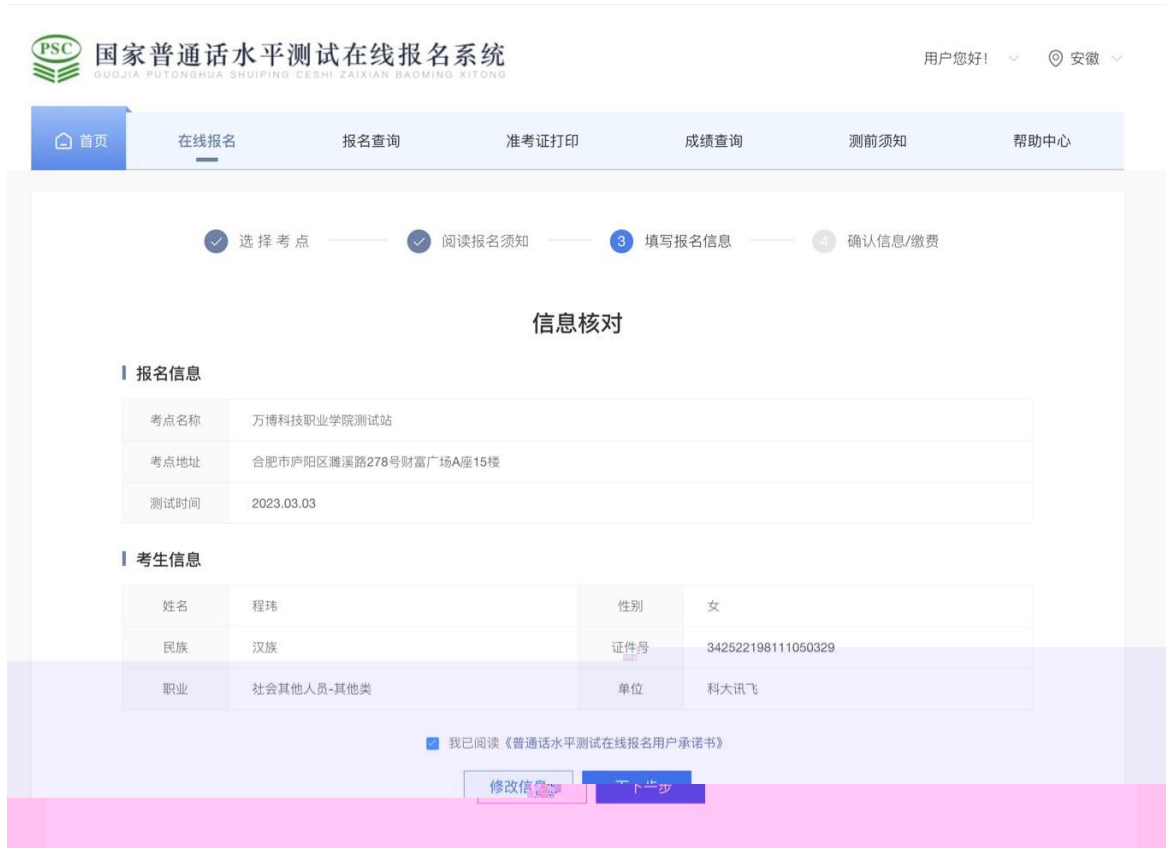 PSC 国家普通话水平测试在线报名系统
GUOJIA PUTONGHUA SHUIPING CESHI ZAIXIAN BAOMING XITONG
用户您好! 安徽
首页 在线报名 报名查询 准考证打印 成绩查询 测前须知 帮助中心
选择考点 阅读报名须知 3 填写报名信息 4 确认信息/缴费
信息核对
报名信息
考点名称 万博科技职业学院测试站
考点地址 合肥市庐阳区濉溪路278号财富广场A座15楼
测试时间 2023.03.03
考生信息
姓名 程玮 性别 女
民族 汉族 证件号 342522198111050329
职业 社会其他人员-其他类 单位 科大讯飞
我已阅读《普通话水平测试在线报名用户承诺书》
修改信息 下一步